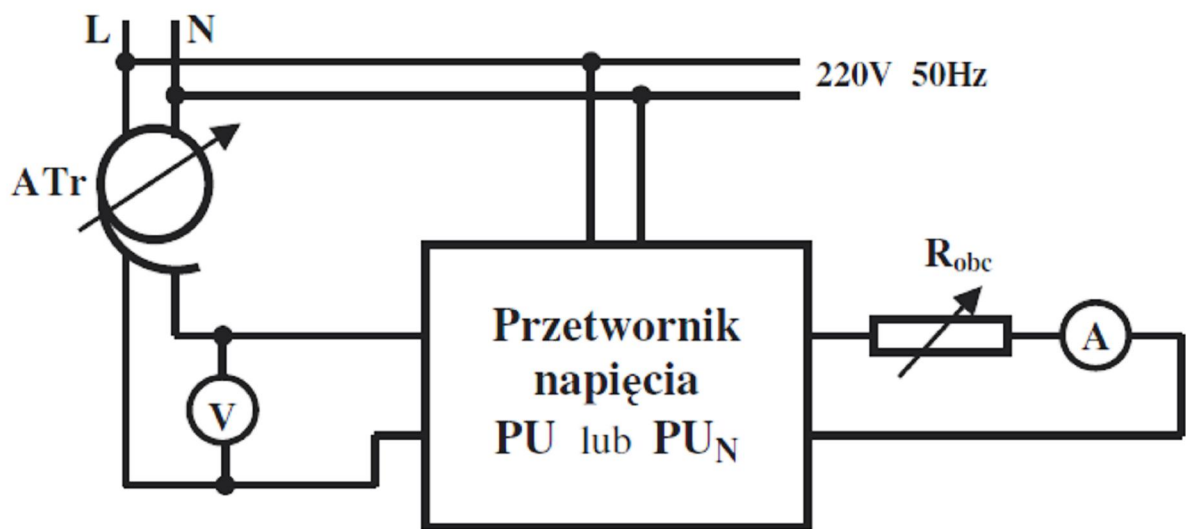 L N
220V 50Hz
ATr
R_obc
Przetwornik
napięcia
PU lub PU_N
V
A